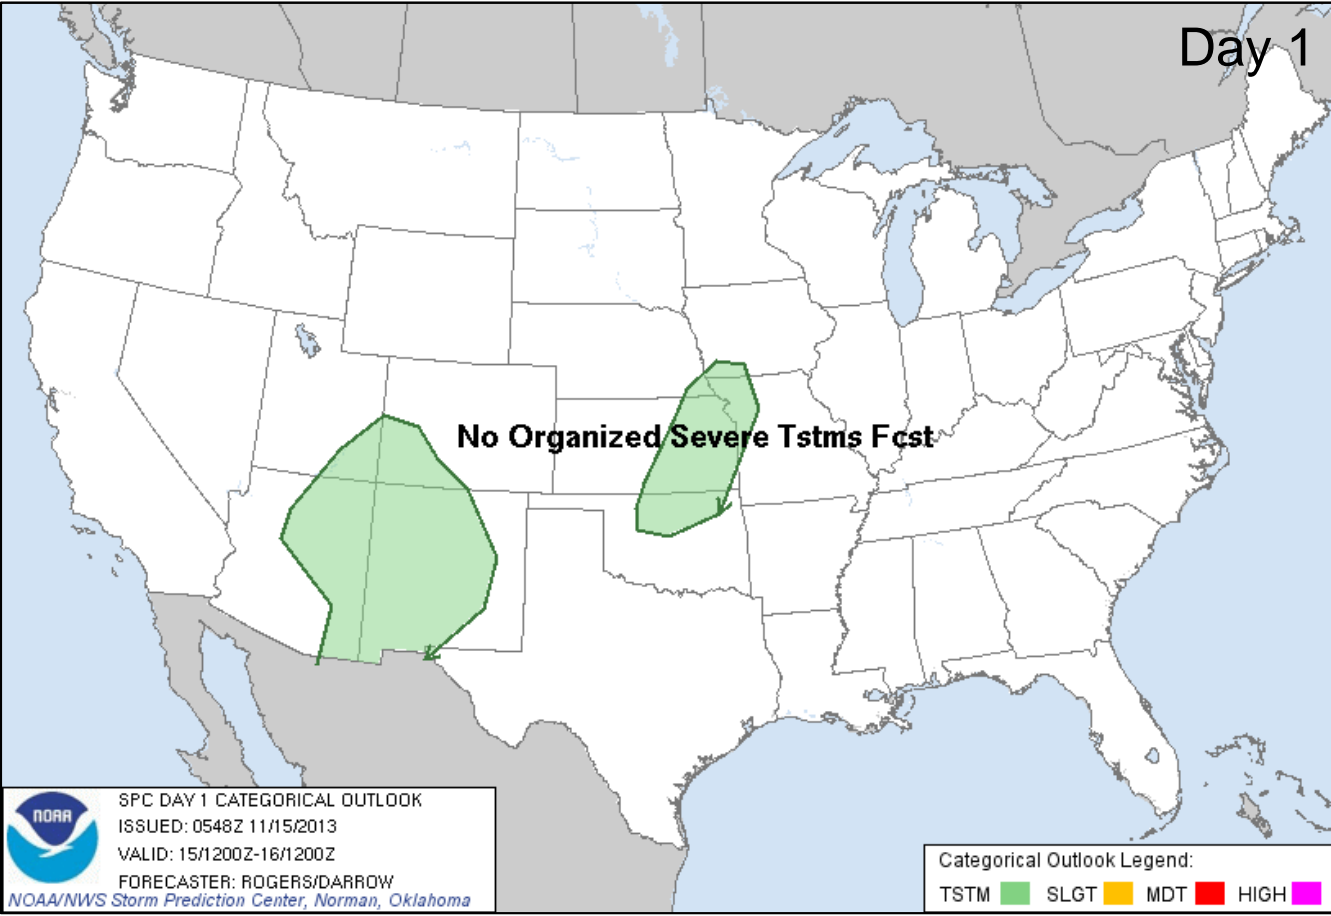 Day 1
No Organized Severe Tstms Fcst
NOAA
SPC DAY 1 CATEGORICAL OUTLOOK
ISSUED: 0548Z 11/15/2013
VALID: 15/1200Z-16/1200Z
FORECASTER: ROGERS/DARROW
NOAA/NWS Storm Prediction Center, Norman, Oklahoma
Categorical Outlook Legend:
TSTM SLGT MDT HIGH